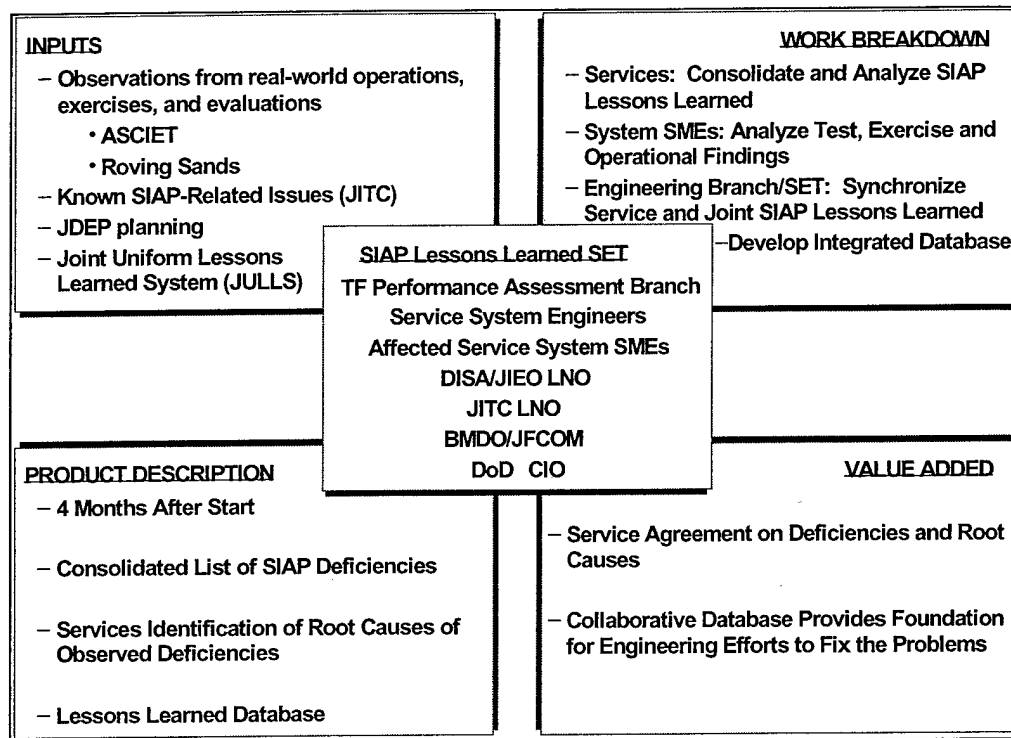 INPUTS
– Observations from real-world operations,
exercises, and evaluations
• ASCIET
• Roving Sands
– Known SIAP-Related Issues (JITC)
– JDEP planning
– Joint Uniform Lessons
Learned System (JULLS)
WORK BREAKDOWN
– Services: Consolidate and Analyze SIAP
Lessons Learned
– System SMEs: Analyze Test, Exercise and
Operational Findings
– Engineering Branch/SET: Synchronize
Service and Joint SIAP Lessons Learned
–Develop Integrated Database
SIAP Lessons Learned SET
TF Performance Assessment Branch
Service System Engineers
Affected Service System SMEs
DISA/JIEO LNO
JITC LNO
BMDO/JFCOM
DoD CIO
PRODUCT DESCRIPTION
– 4 Months After Start
– Consolidated List of SIAP Deficiencies
– Services Identification of Root Causes of
Observed Deficiencies
– Lessons Learned Database
VALUE ADDED
– Service Agreement on Deficiencies and Root
Causes
– Collaborative Database Provides Foundation
for Engineering Efforts to Fix the Problems